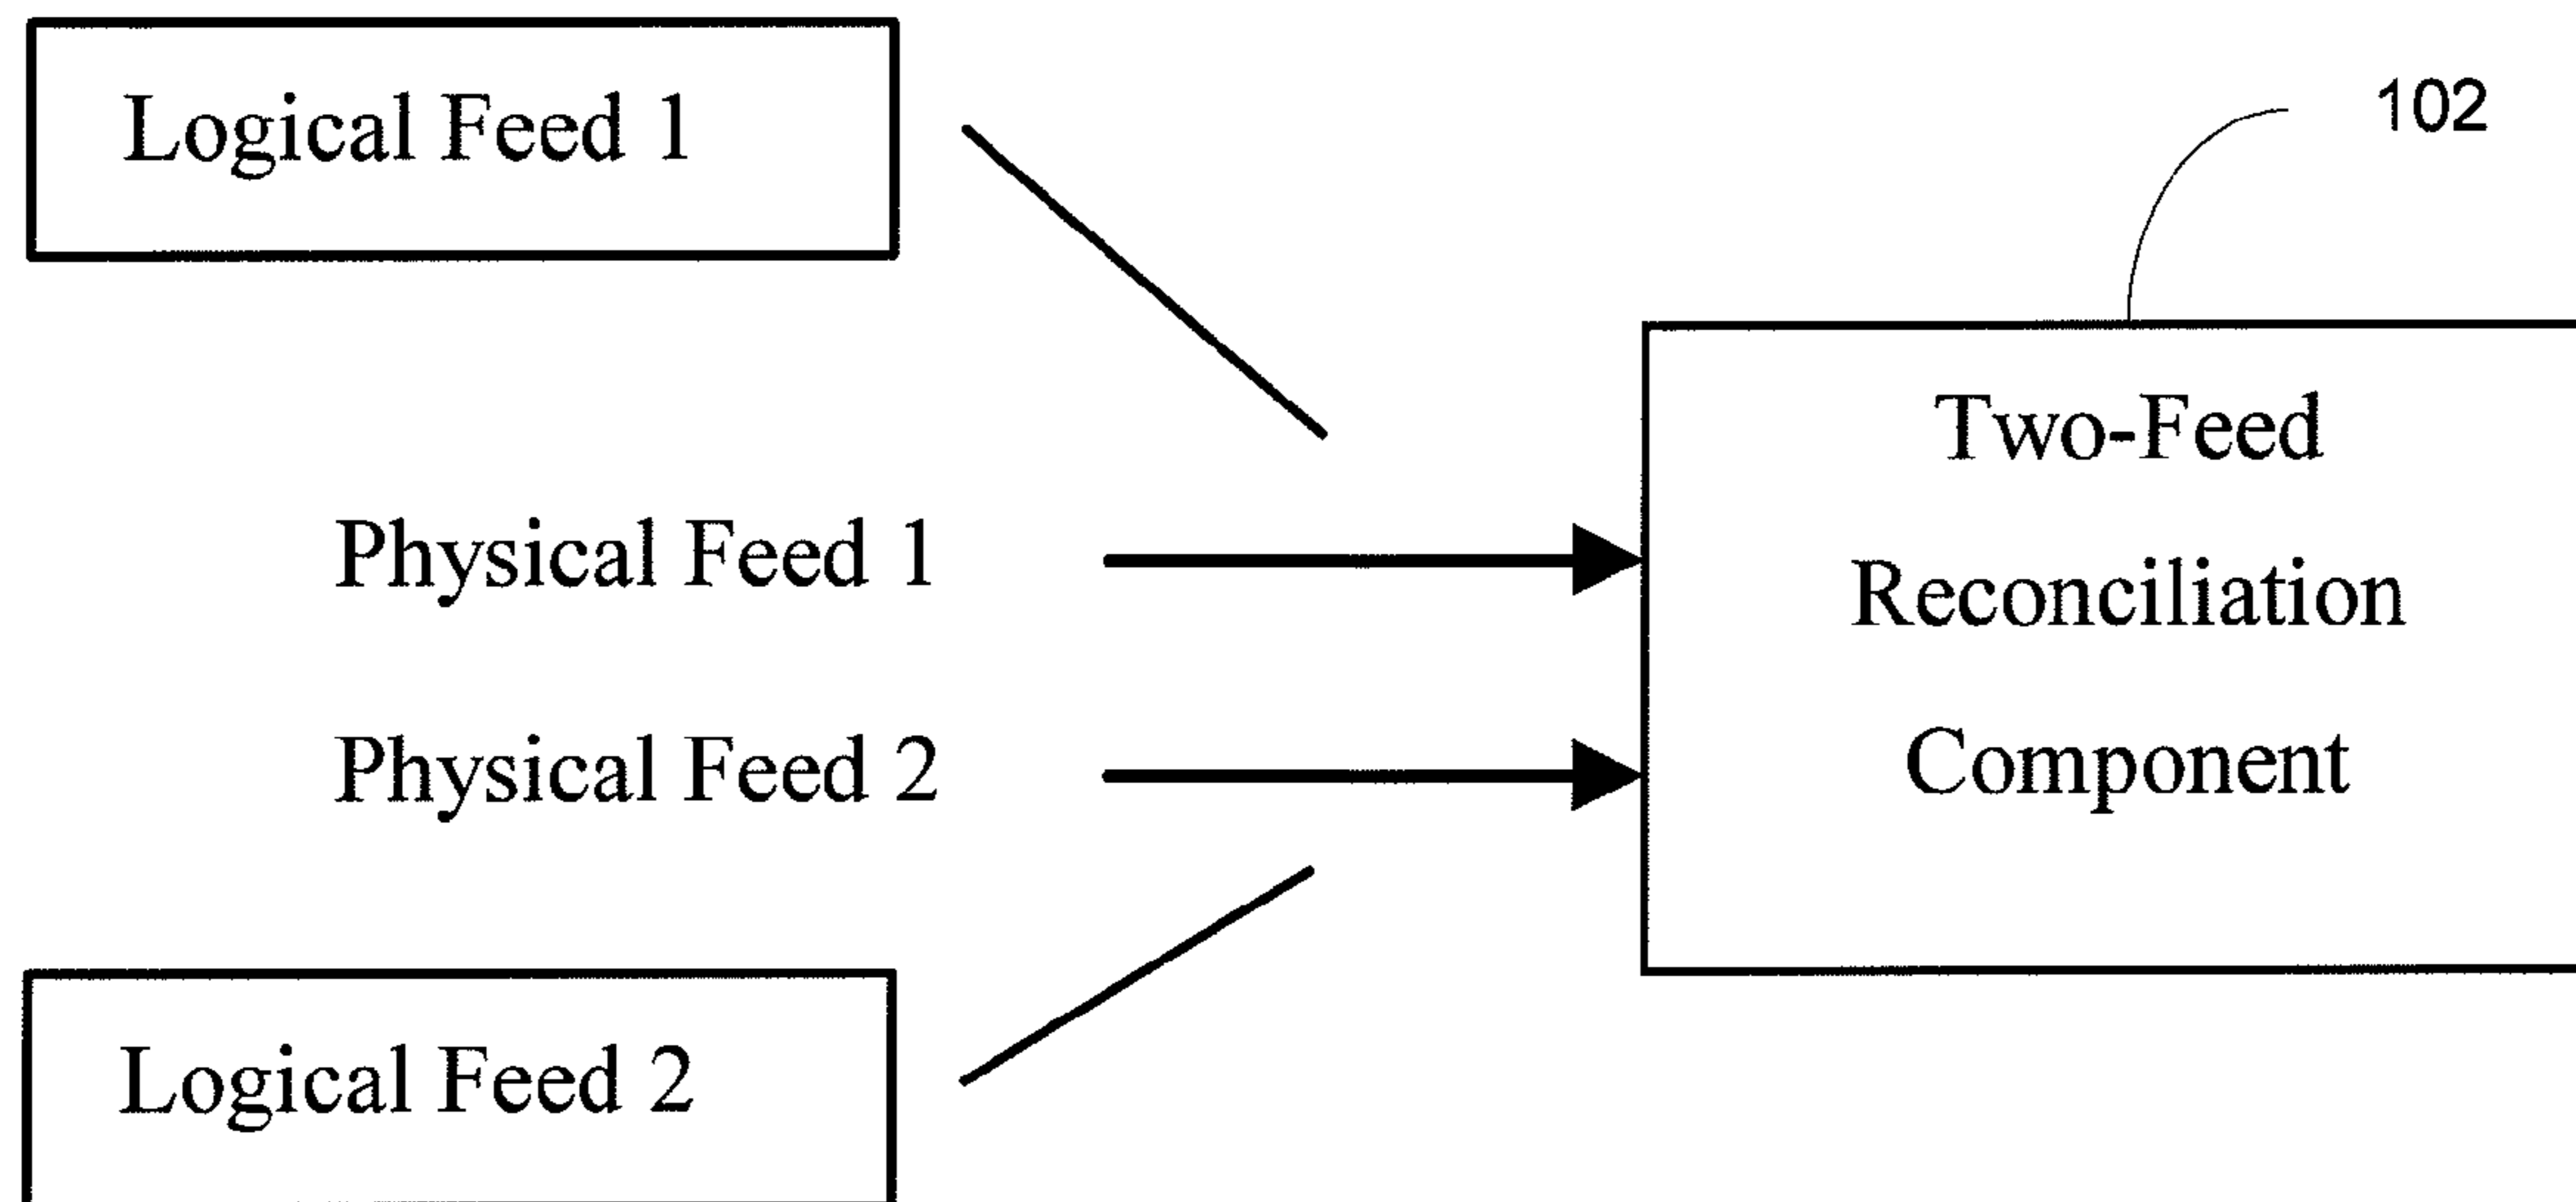 Logical Feed 1
102
Two-Feed
Reconciliation
Component
Physical Feed 1
Physical Feed 2
Logical Feed 2